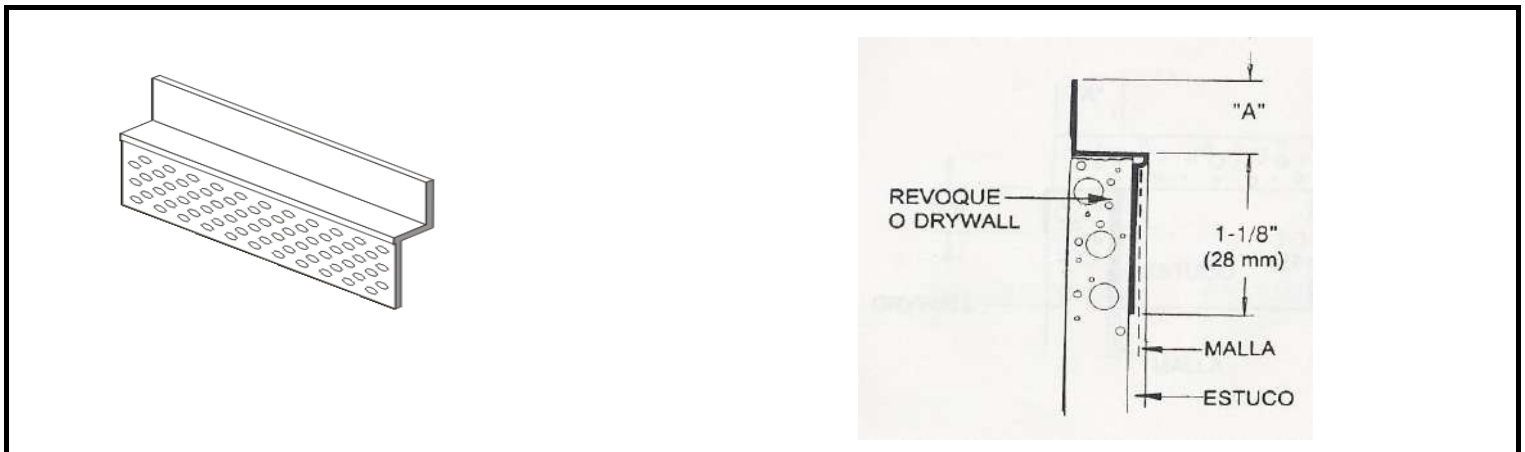 "A"
REVOQUE
O DRYWALL
1-1/8"
(28 mm)
MALLA
ESTUCO